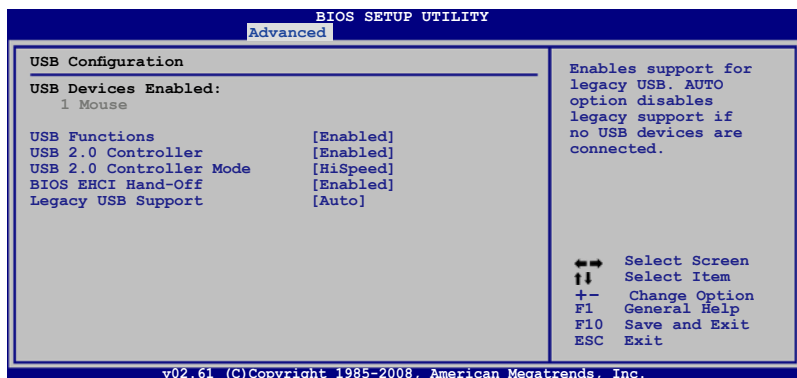 BIOS SETUP UTILITY
Advanced
USB Configuration
USB Devices Enabled:
1 Mouse
USB Functions [Enabled]
USB 2.0 Controller [Enabled]
USB 2.0 Controller Mode [HiSpeed]
BIOS EHCI Hand-Off [Enabled]
Legacy USB Support [Auto]
Enables support for
legacy USB. AUTO
option disables
legacy support if
no USB devices are
connected.
Select Screen
Select Item
+- Change Option
F1 General Help
F10 Save and Exit
ESC Exit
v02.61 (C)Copyright 1985-2008, American Megatrends, Inc.